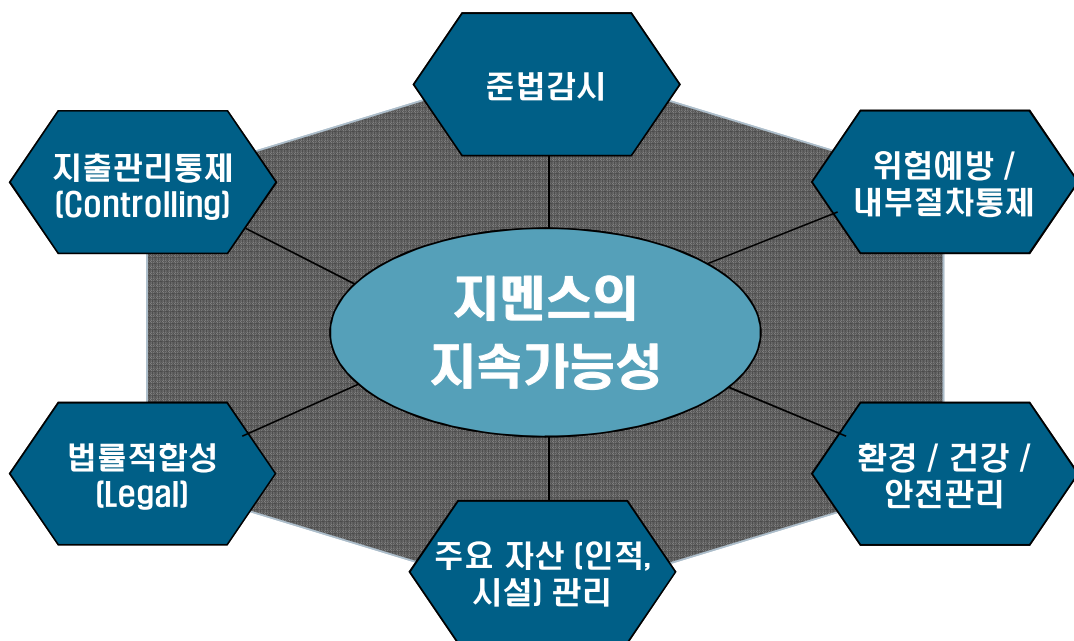 준법감시
지출관리통제
(Controlling)
위험예방 /
내부절차통제
지멘스의
지속가능성
법률적합성
(Legal)
환경 / 건강 /
안전관리
주요 자산 (인적,
시설) 관리